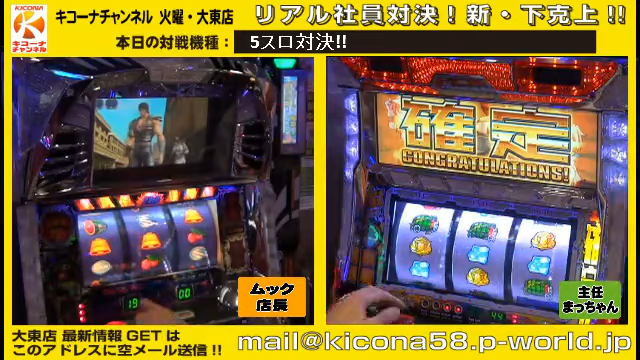 KICONA
キコーナ
チャンネル
キコーナチャンネル 火曜・大東店
リアル社員対決！新・下克上!!
本日の対戦機種：
5スロ対決!!
確定
CONGRATULATIONS!
19
00
44
ムック
店長
主任
まっちゃん
大東店 最新情報 GET は
このアドレスに空メール送信!!
mail@kicona58.p-world.jp